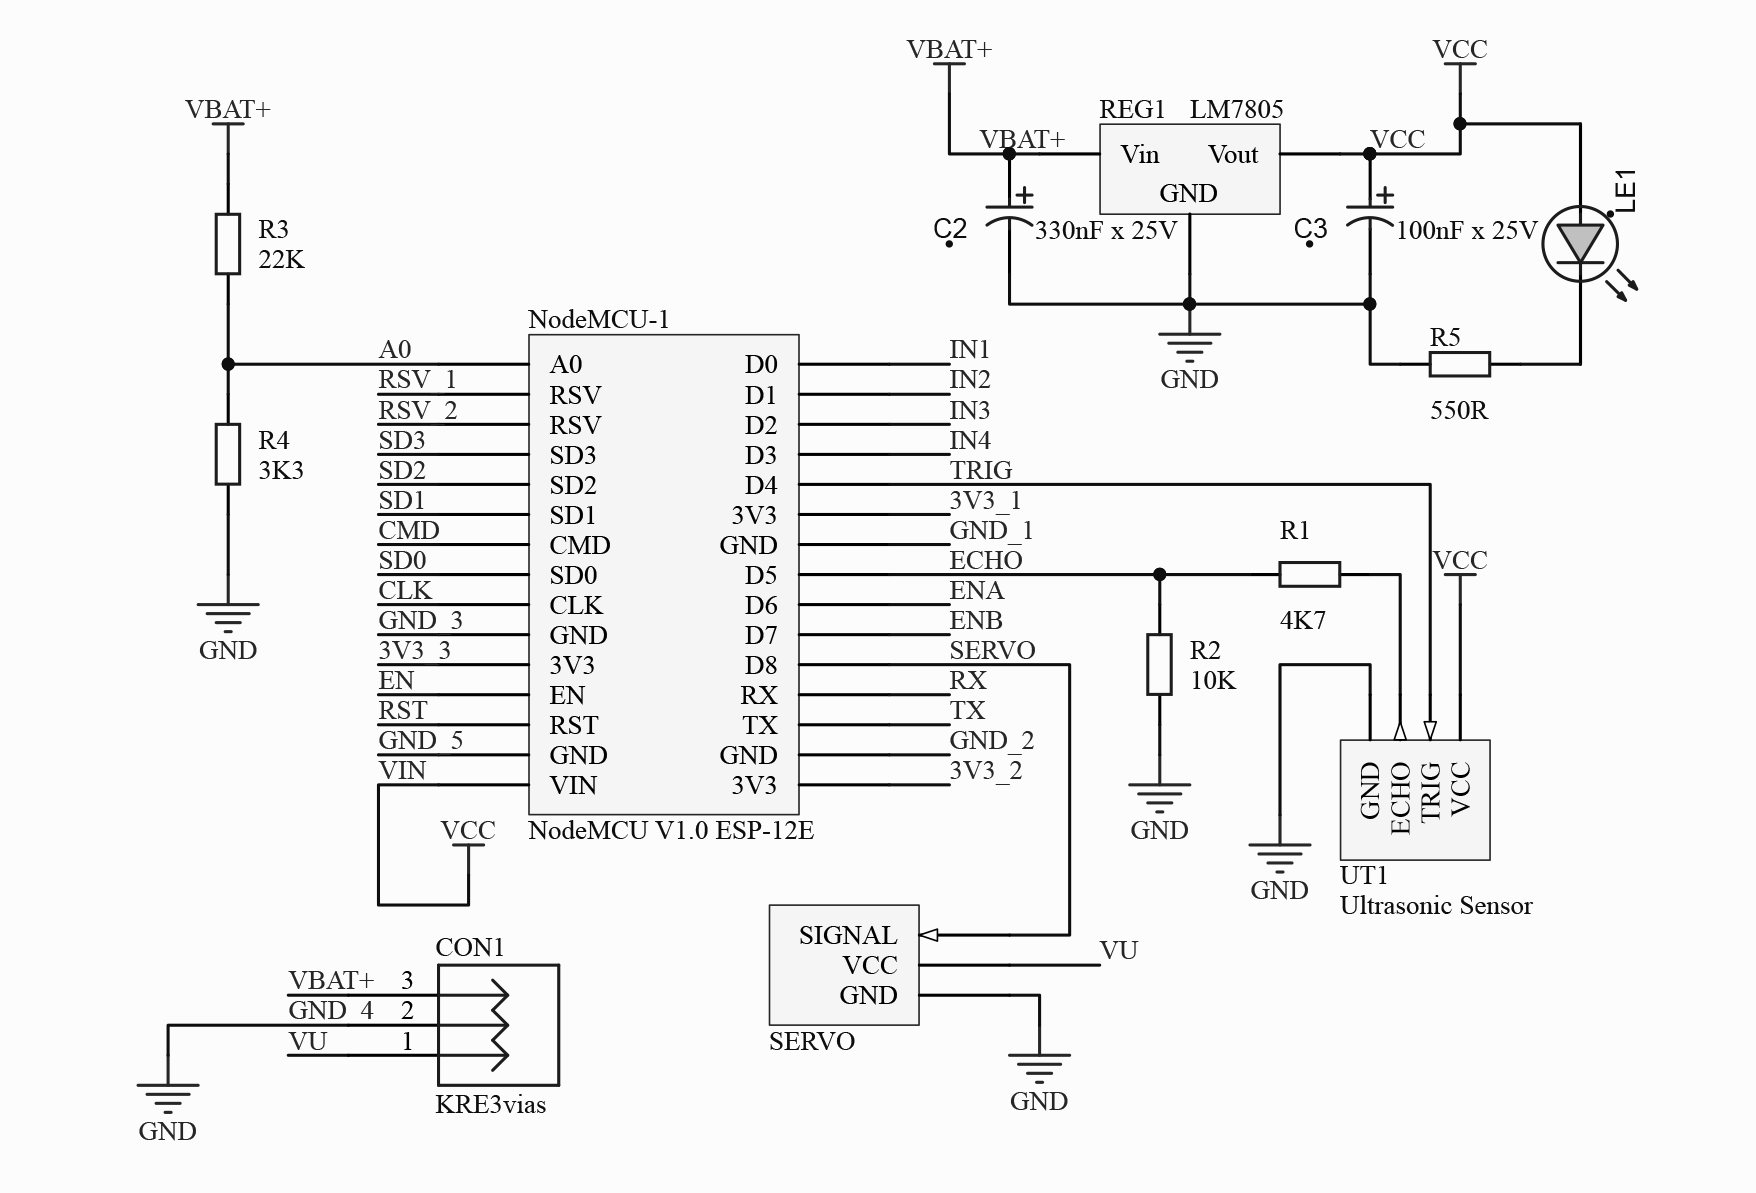 VBAT+
VCC
REG1 LM7805
VBAT+
VCC
Vin Vout
GND
C2
330nF x 25V
C3
100nF x 25V
LE1
GND
R5
550R
VBAT+
R3
22K
R4
3K3
GND
NodeMCU-1
A0 A0 D0 IN1
RSV_1 RSV D1 IN2
RSV_2 RSV D2 IN3
SD3 SD3 D3 IN4
SD2 SD2 D4 TRIG
SD1 SD1 3V3 3V3_1
CMD CMD GND GND_1
SD0 SD0 D5 ECHO
CLK CLK D6 ENA
GND_3 GND D7 ENB
3V3_3 3V3 D8 SERVO
EN EN RX RX
RST RST TX TX
GND_5 GND GND GND_2
VIN VIN 3V3 3V3_2
NodeMCU V1.0 ESP-12E
VCC
R1
4K7
VCC
R2
10K
GND
GND
GND
ECHO
TRIG
VCC
UT1
Ultrasonic Sensor
SIGNAL
VCC
GND
SERVO
VU
GND
CON1
VBAT+ 3
GND_4 2
VU 1
KRE3vias
GND